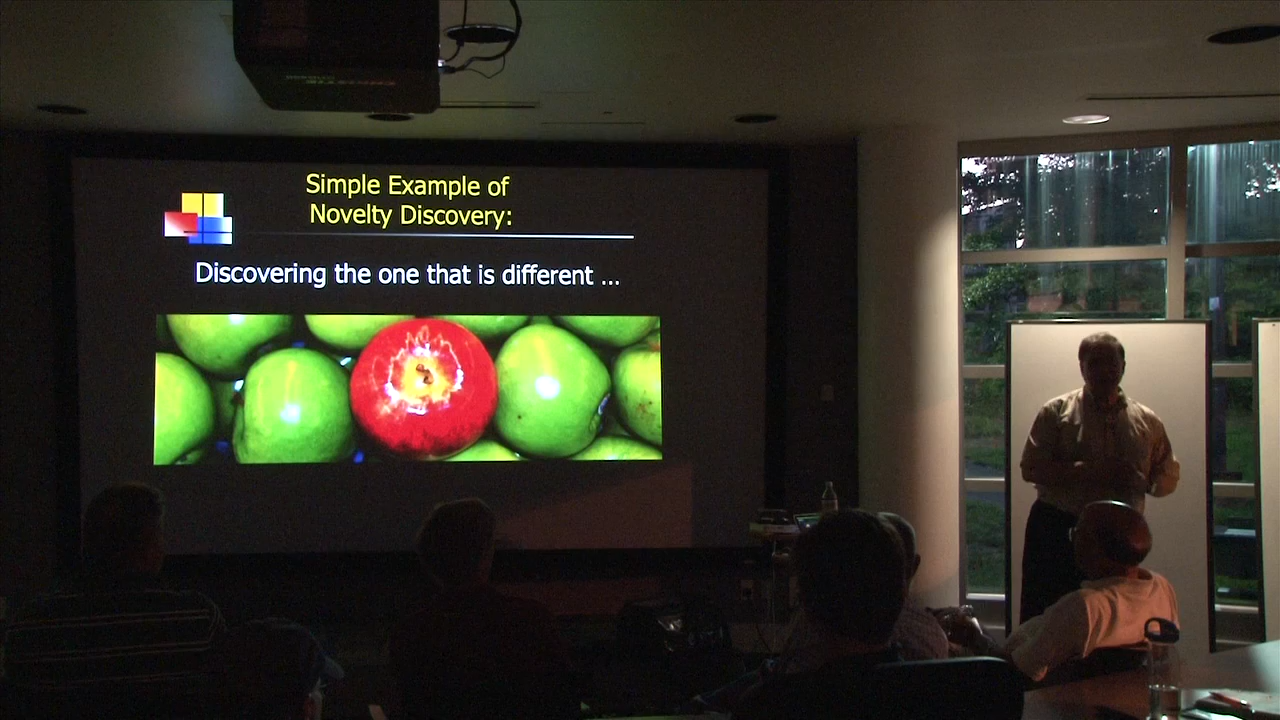 Simple Example of
Novelty Discovery:
Discovering the one that is different ...